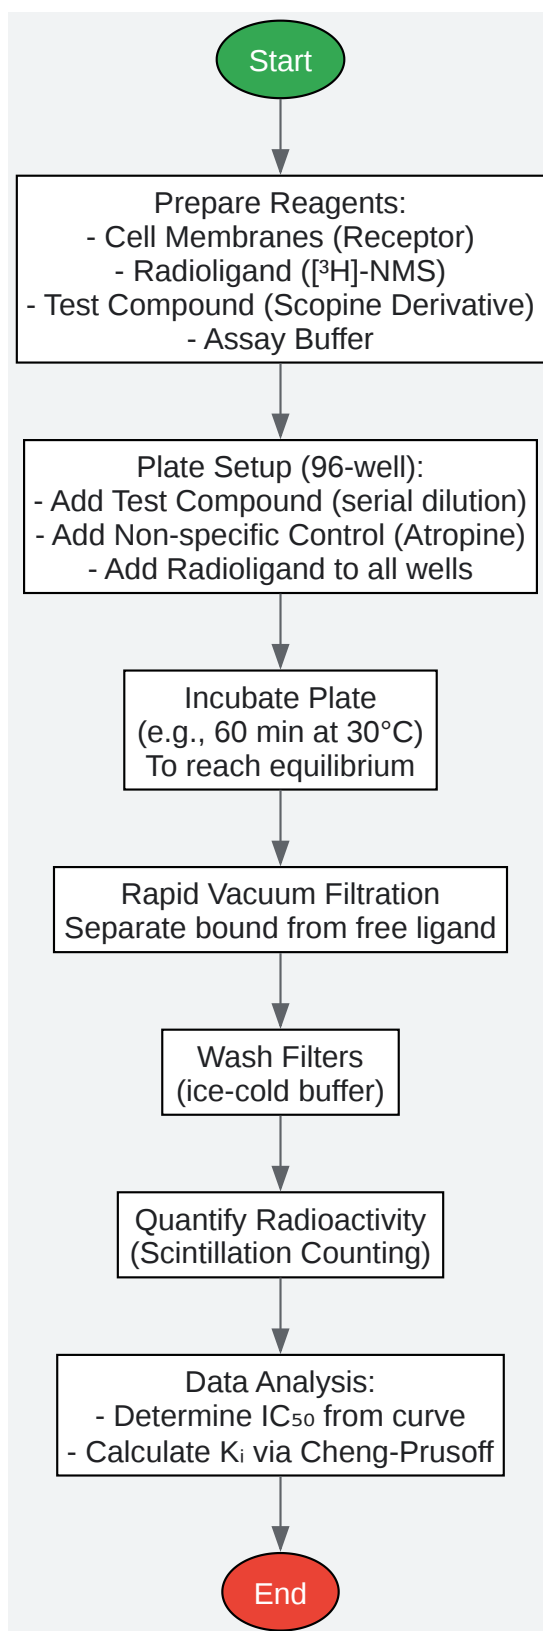 Start
Prepare Reagents:
- Cell Membranes (Receptor)
- Radioligand ([³H]-NMS)
- Test Compound (Scopine Derivative)
- Assay Buffer
Plate Setup (96-well):
- Add Test Compound (serial dilution)
- Add Non-specific Control (Atropine)
- Add Radioligand to all wells
Incubate Plate
(e.g., 60 min at 30°C)
To reach equilibrium
Rapid Vacuum Filtration
Separate bound from free ligand
Wash Filters
(ice-cold buffer)
Quantify Radioactivity
(Scintillation Counting)
Data Analysis:
- Determine IC₅₀ from curve
- Calculate Kᵢ via Cheng-Prusoff
End